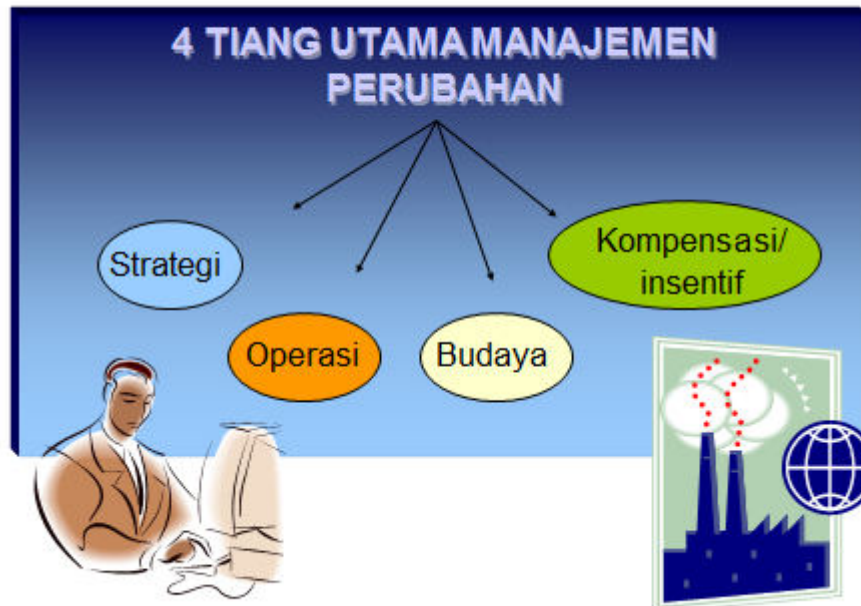 4 TIANG UTAMA MANAJEMEN
PERUBAHAN
Strategi
Kompensasi/
insentif
Operasi
Budaya